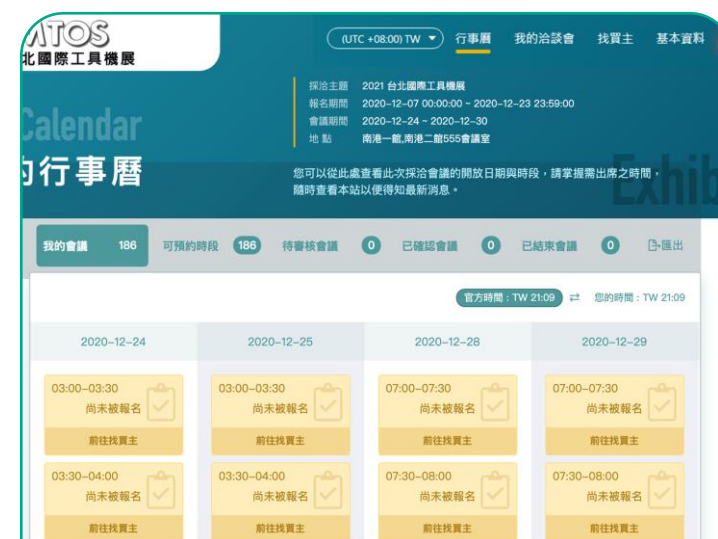 北國際工具機展
(UTC +08:00) TW
行事曆
我的洽談會
找買主
基本資料
採洽主題 2021 台北國際工具機展
報名期間 2020-12-07 00:00:00 ~ 2020-12-23 23:59:00
會議期間 2020-12-24 ~ 2020-12-30
地點 南港一館,南港二館555會議室
Calendar
行事曆
您可以從此處查看此次採洽會議的開放日期與時段，請掌握需出席之時間，
隨時查看本站以便得知最新消息。
Exhib
我的會議 186
可預約時段 186
待審核會議 0
已確認會議 0
已結束會議 0
匯出
官方時間 : TW 21:09
您的時間 : TW 21:09
2020-12-24
2020-12-25
2020-12-28
2020-12-29
03:00-03:30
尚未被報名
前往找買主
03:00-03:30
尚未被報名
前往找買主
07:00-07:30
尚未被報名
前往找買主
07:00-07:30
尚未被報名
前往找買主
03:30-04:00
尚未被報名
前往找買主
03:30-04:00
尚未被報名
前往找買主
07:30-08:00
尚未被報名
前往找買主
07:30-08:00
尚未被報名
前往找買主